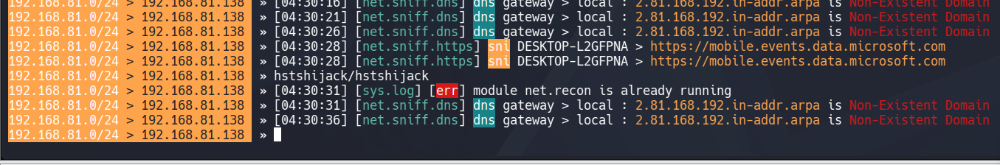 192.168.81.0/24 > 192.168.81.138 » [04:30:16] [net.sniff.dns] dns gateway > local : 2.81.168.192.in-addr.arpa is Non-Existent Domain
192.168.81.0/24 > 192.168.81.138 » [04:30:21] [net.sniff.dns] dns gateway > local : 2.81.168.192.in-addr.arpa is Non-Existent Domain
192.168.81.0/24 > 192.168.81.138 » [04:30:26] [net.sniff.dns] dns gateway > local : 2.81.168.192.in-addr.arpa is Non-Existent Domain
192.168.81.0/24 > 192.168.81.138 » [04:30:28] [net.sniff.https] sni DESKTOP-L2GFPNA > https://mobile.events.data.microsoft.com
192.168.81.0/24 > 192.168.81.138 » [04:30:28] [net.sniff.https] sni DESKTOP-L2GFPNA > https://mobile.events.data.microsoft.com
192.168.81.0/24 > 192.168.81.138 » hstshijack/hstshijack
192.168.81.0/24 > 192.168.81.138 » [04:30:31] [sys.log] [err] module net.recon is already running
192.168.81.0/24 > 192.168.81.138 » [04:30:31] [net.sniff.dns] dns gateway > local : 2.81.168.192.in-addr.arpa is Non-Existent Domain
192.168.81.0/24 > 192.168.81.138 » [04:30:36] [net.sniff.dns] dns gateway > local : 2.81.168.192.in-addr.arpa is Non-Existent Domain
192.168.81.0/24 > 192.168.81.138 »